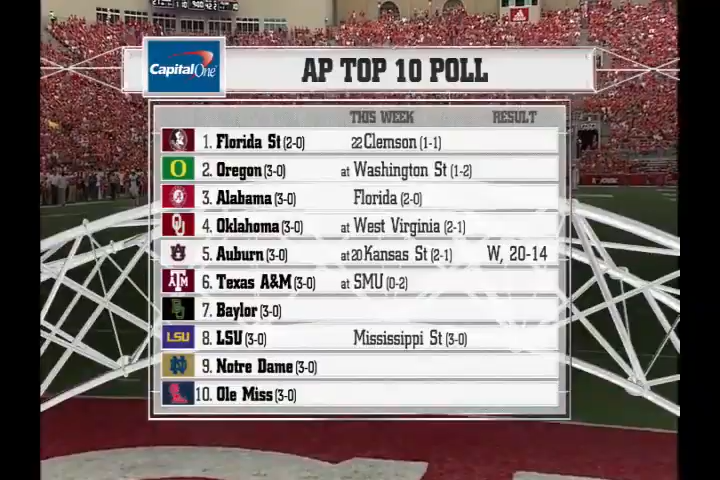 Capital One
AP TOP 10 POLL
THIS WEEK RESULT
1. Florida St (2-0) 22 Clemson (1-1)
2. Oregon (3-0) at Washington St (1-2)
3. Alabama (3-0) Florida (2-0)
4. Oklahoma (3-0) at West Virginia (2-1)
5. Auburn (3-0) at 20 Kansas St (2-1) W, 20-14
6. Texas A&M (3-0) at SMU (0-2)
7. Baylor (3-0)
LSU 8. LSU (3-0) Mississippi St (3-0)
9. Notre Dame (3-0)
10. Ole Miss (3-0)